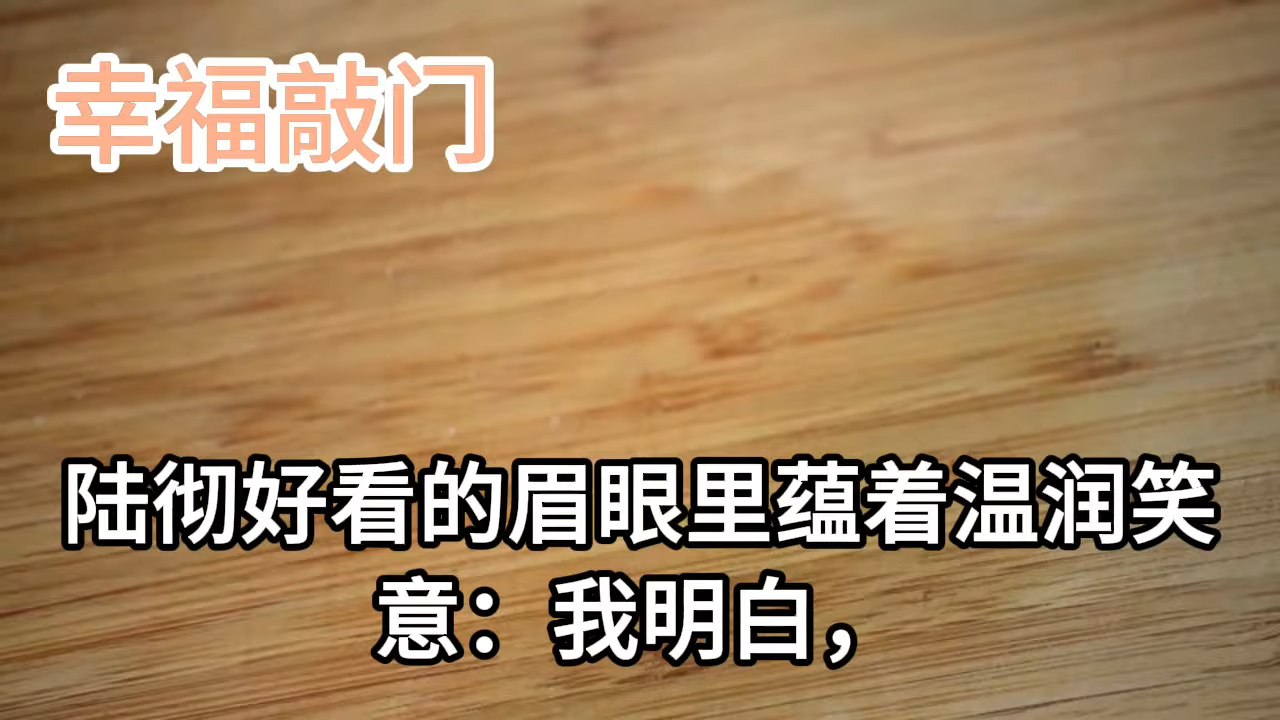 幸福敲门
陆彻好看的眉眼里蕴着温润笑
意：我明白，